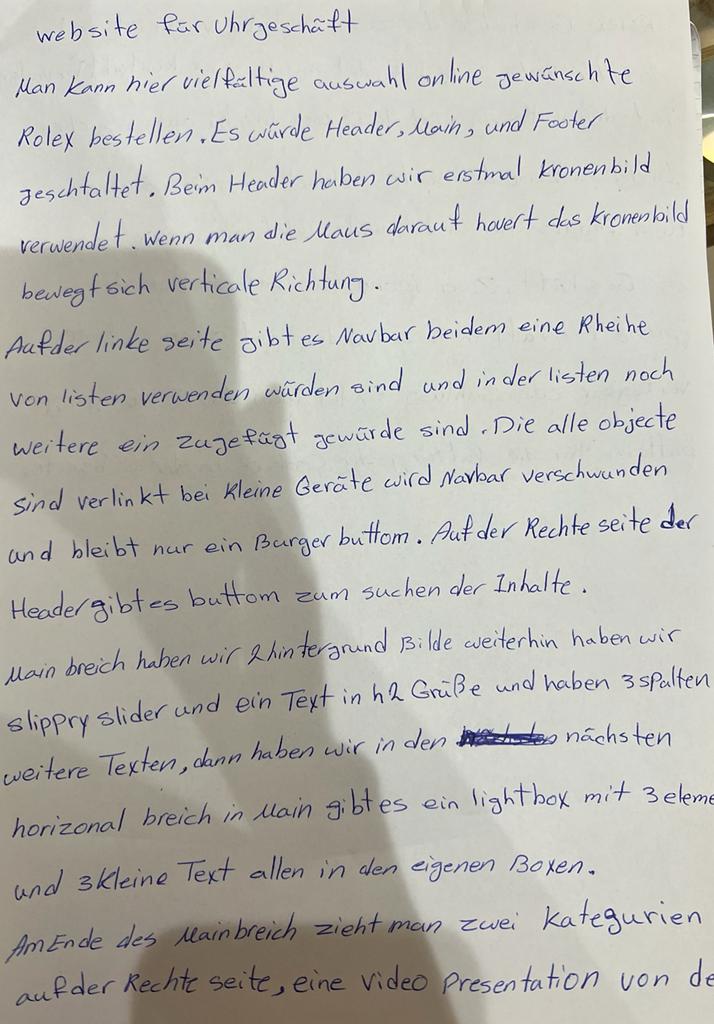 website für Uhrgeschäft
Man kann hier vielfältige auswahl online gewünschte
Rolex bestellen. Es würde Header, Main, und Footer
geschtaltet. Beim Header haben wir erstmal kronenbild
verwendet. Wenn man die Maus darauf hovert das kronenbild
bewegt sich verticale Richtung.
Auf der linke seite gibt es Navbar bei dem eine Rheihe
von listen verwenden würden sind und in der listen noch
weitere ein zugefügt gewürde sind. Die alle objecte
sind verlinkt bei kleine Geräte wird Navbar verschwunden
und bleibt nur ein Burger buttom. Auf der Rechte seite der
Header gibt es buttom zum suchen der Inhalte.
Main breich haben wir 2 hintergrund Bilde weiterhin haben wir
slippry slider und ein Text in h2 Grüße und haben 3 spalten
weitere Texten, dann haben wir in den nächsten
horizonal breich in Main gibt es ein lightbox mit 3 eleme
und 3 kleine Text allen in den eigenen Boxen.
Am Ende des Mainbreich zieht man zwei kategurien
auf der Rechte seite, eine video Presentation von de